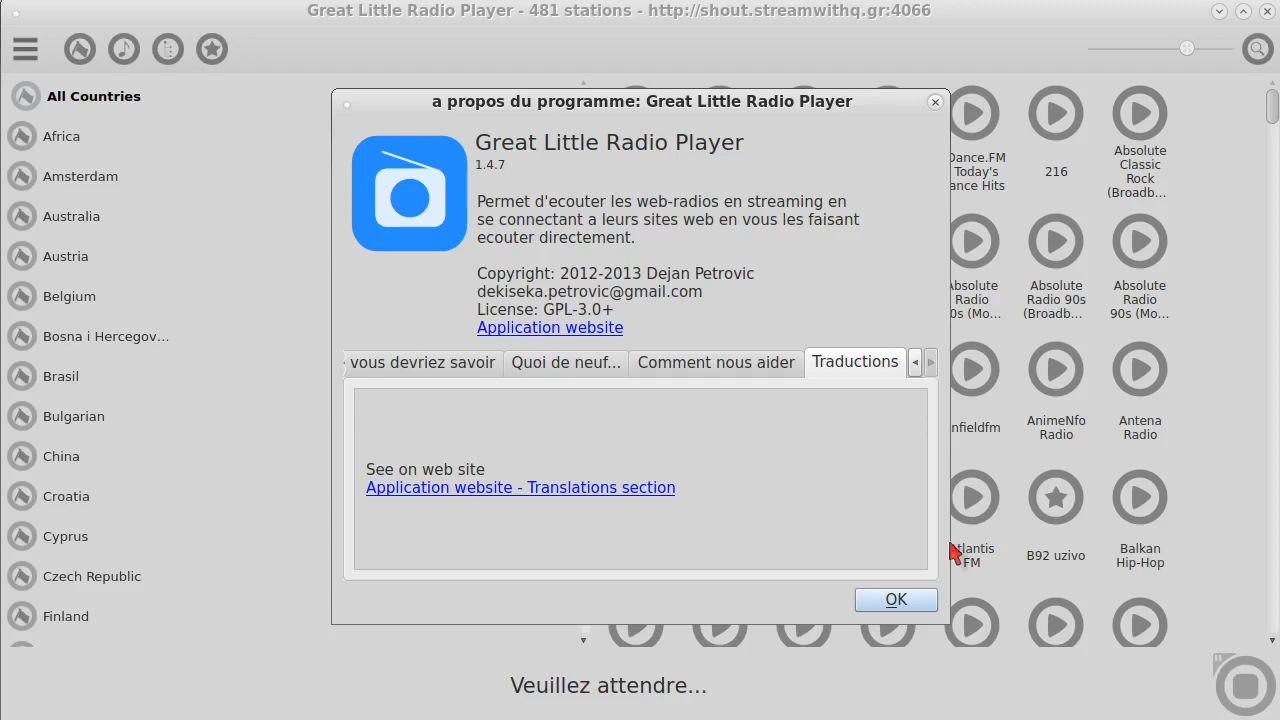 Great Little Radio Player - 481 stations - http://shout.streamwithq.gr:4066
All Countries
Africa
Amsterdam
Australia
Austria
Belgium
Bosna i Hercegov...
Brasil
Bulgarian
China
Croatia
Cyprus
Czech Republic
Finland
a propos du programme: Great Little Radio Player
Great Little Radio Player
1.4.7
Permet d'ecouter les web-radios en streaming en
se connectant a leurs sites web en vous les faisant
ecouter directement.
Copyright: 2012-2013 Dejan Petrovic
dekiseka.petrovic@gmail.com
License: GPL-3.0+
Application website
vous devriez savoir
Quoi de neuf...
Comment nous aider
Traductions
See on web site
Application website - Translations section
OK
Dance.FM
Today's
ance Hits
216
Absolute
Classic
Rock
(Broadb...
Absolute
Radio
0s (Mo...
Absolute
Radio 90s
(Broadb...
Absolute
Radio
90s (Mo...
nfieldfm
AnimeNfo
Radio
Antena
Radio
tlantis
FM
B92 uzivo
Balkan
Hip-Hop
Veuillez attendre...